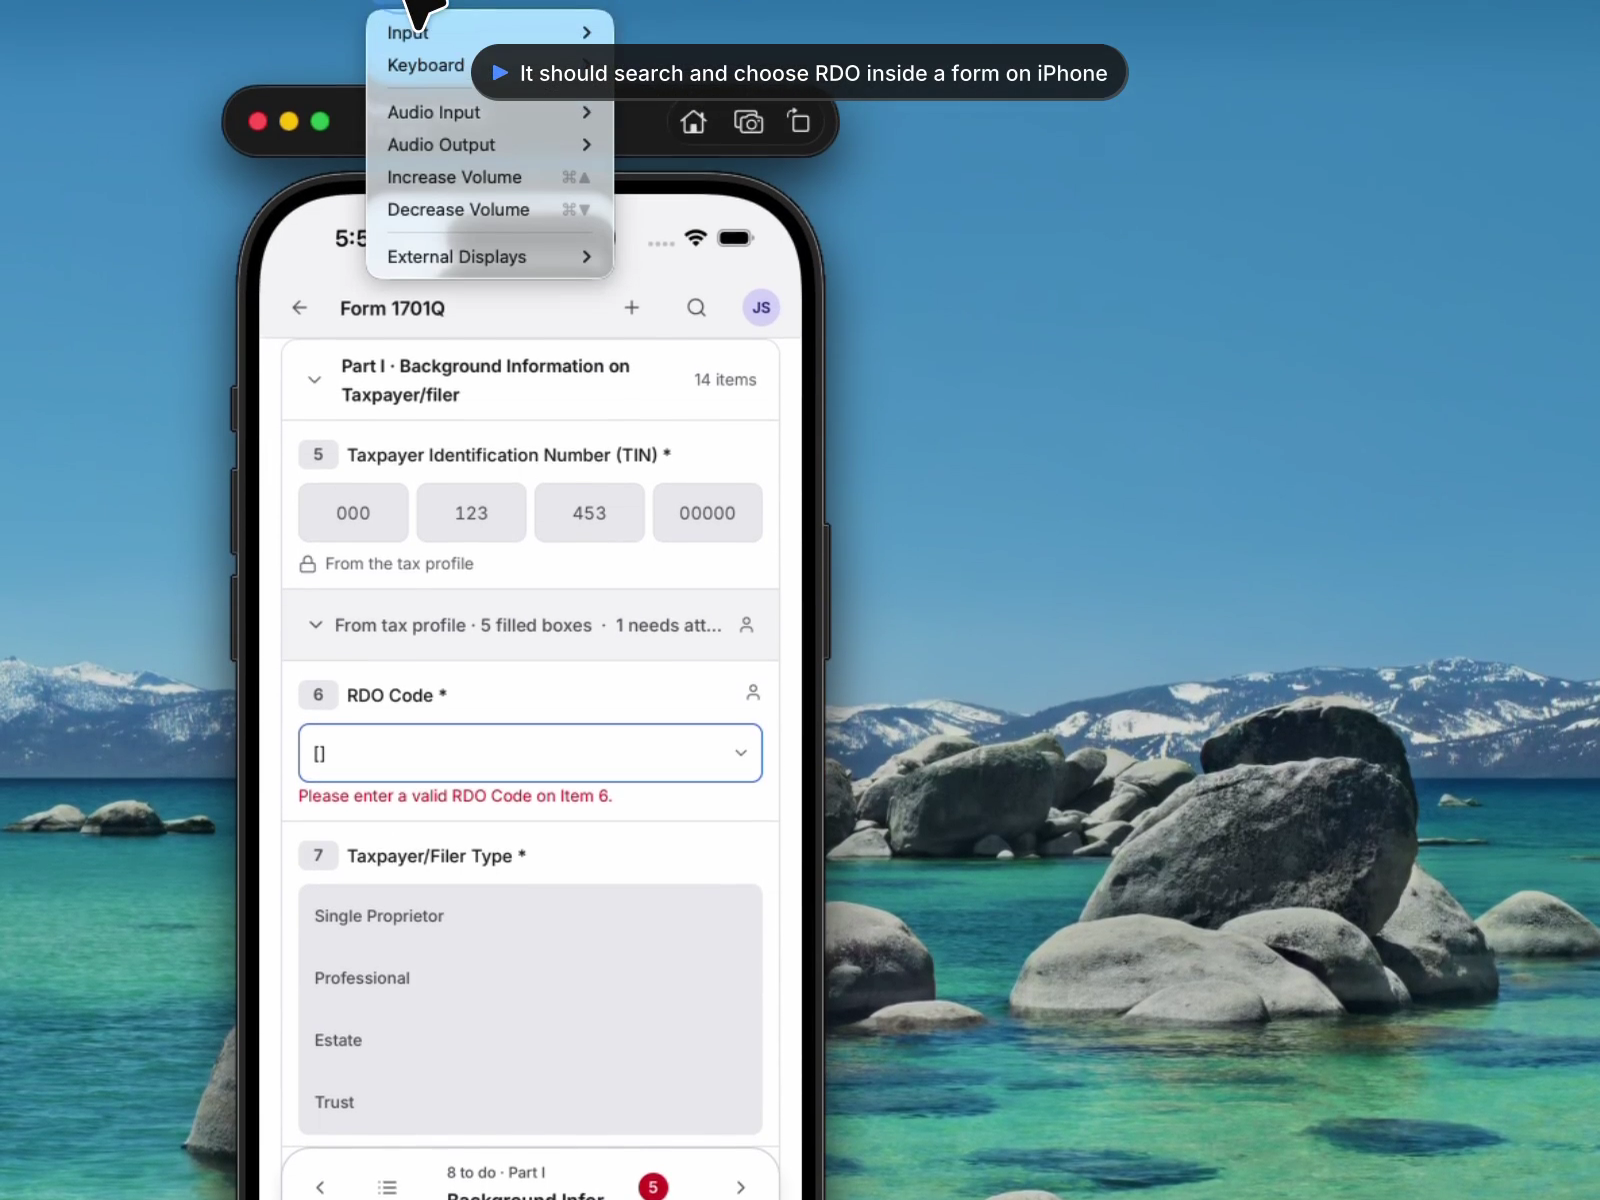 Input
Keyboard
It should search and choose RDO inside a form on iPhone
Audio Input
Audio Output
Increase Volume ⌘▲
Decrease Volume ⌘▼
External Displays
5:5
Form 1701Q
JS
Part I · Background Information on
Taxpayer/filer
14 items
5 Taxpayer Identification Number (TIN) *
000 123 453 00000
From the tax profile
From tax profile · 5 filled boxes · 1 needs att...
6 RDO Code *
[]
Please enter a valid RDO Code on Item 6.
7 Taxpayer/Filer Type *
Single Proprietor
Professional
Estate
Trust
8 to do · Part I
Background Infor
5